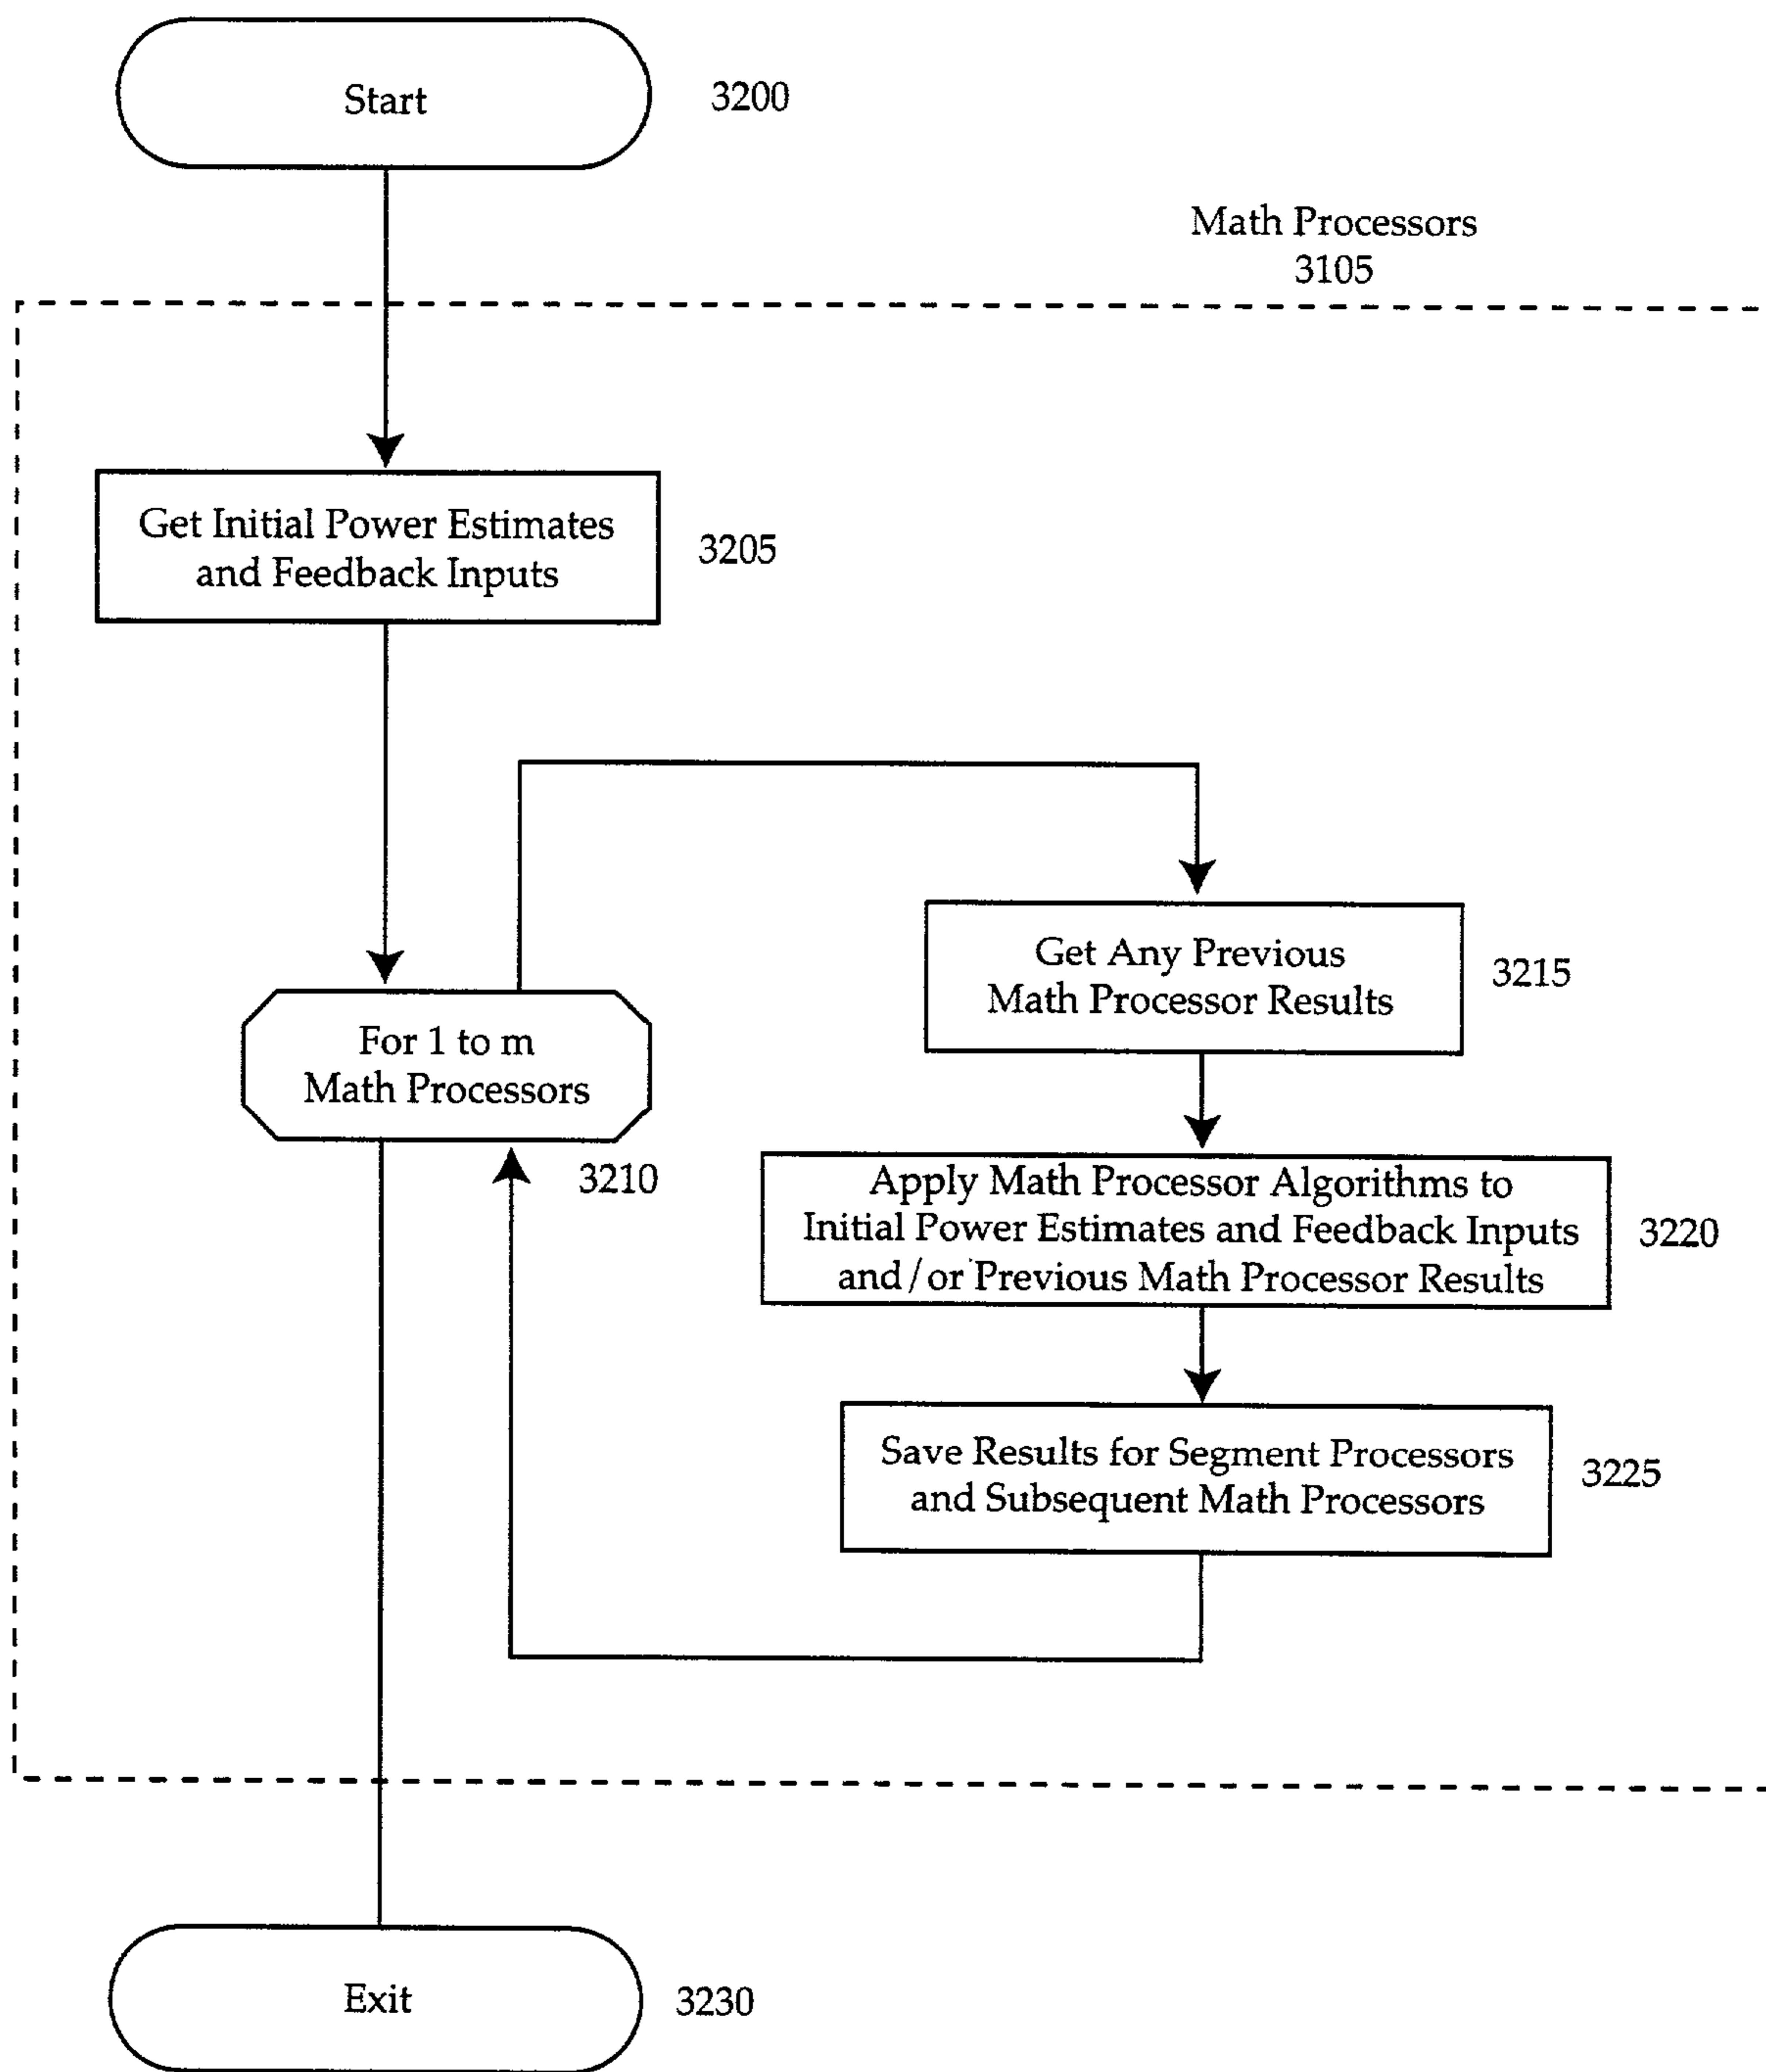 Start
3200
Math Processors
3105
Get Initial Power Estimates
and Feedback Inputs
3205
For 1 to m
Math Processors
3210
Get Any Previous
Math Processor Results
3215
Apply Math Processor Algorithms to
Initial Power Estimates and Feedback Inputs
and/or Previous Math Processor Results
3220
Save Results for Segment Processors
and Subsequent Math Processors
3225
Exit
3230